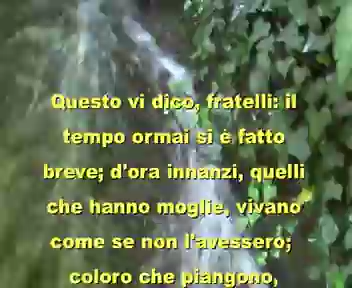 Questo vi dico, fratelli: il
tempo ormai si è fatto
breve; d'ora innanzi, quelli
che hanno moglie, vivano
come se non l'avessero;
coloro che piangono,